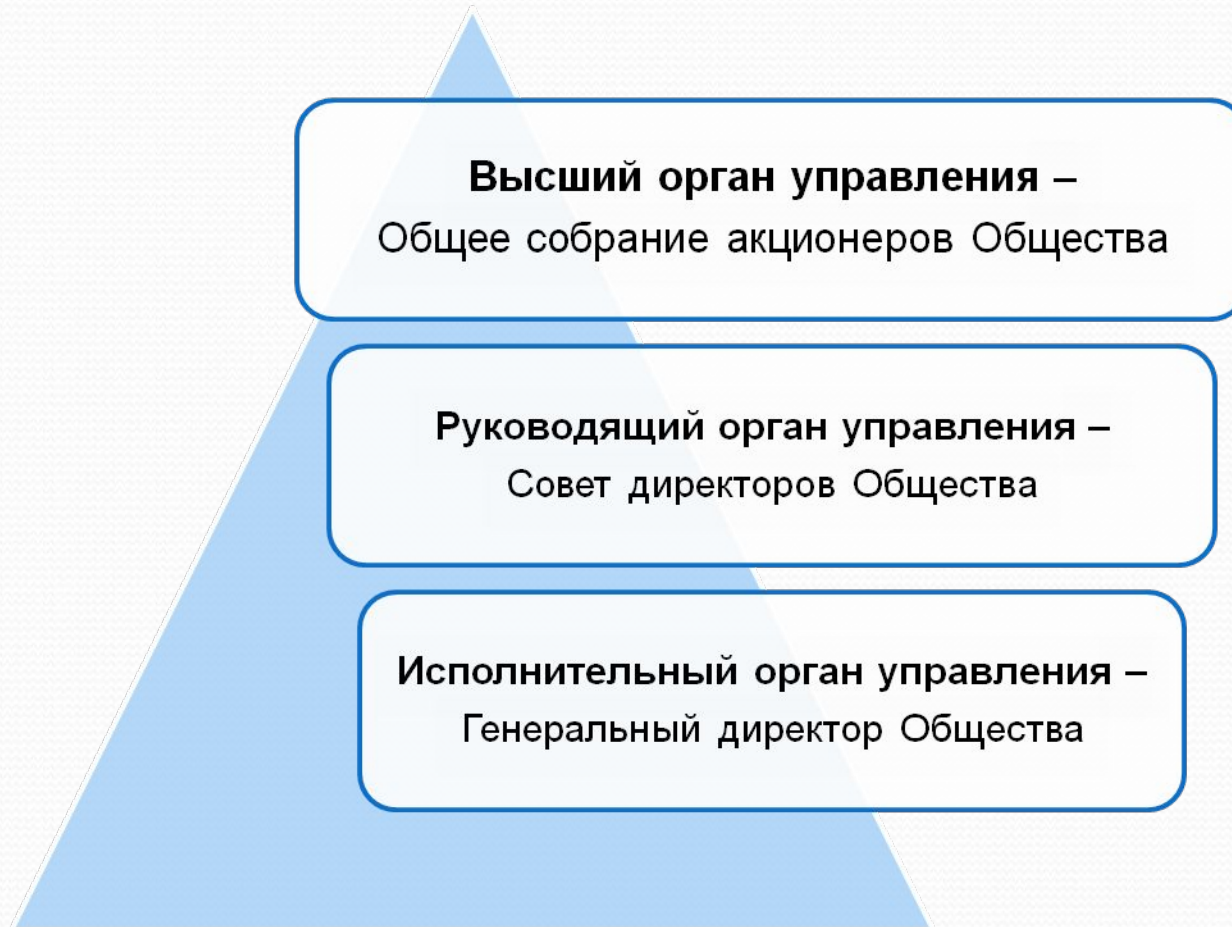 Высший орган управления –
Общее собрание акционеров Общества
Руководящий орган управления –
Совет директоров Общества
Исполнительный орган управления –
Генеральный директор Общества